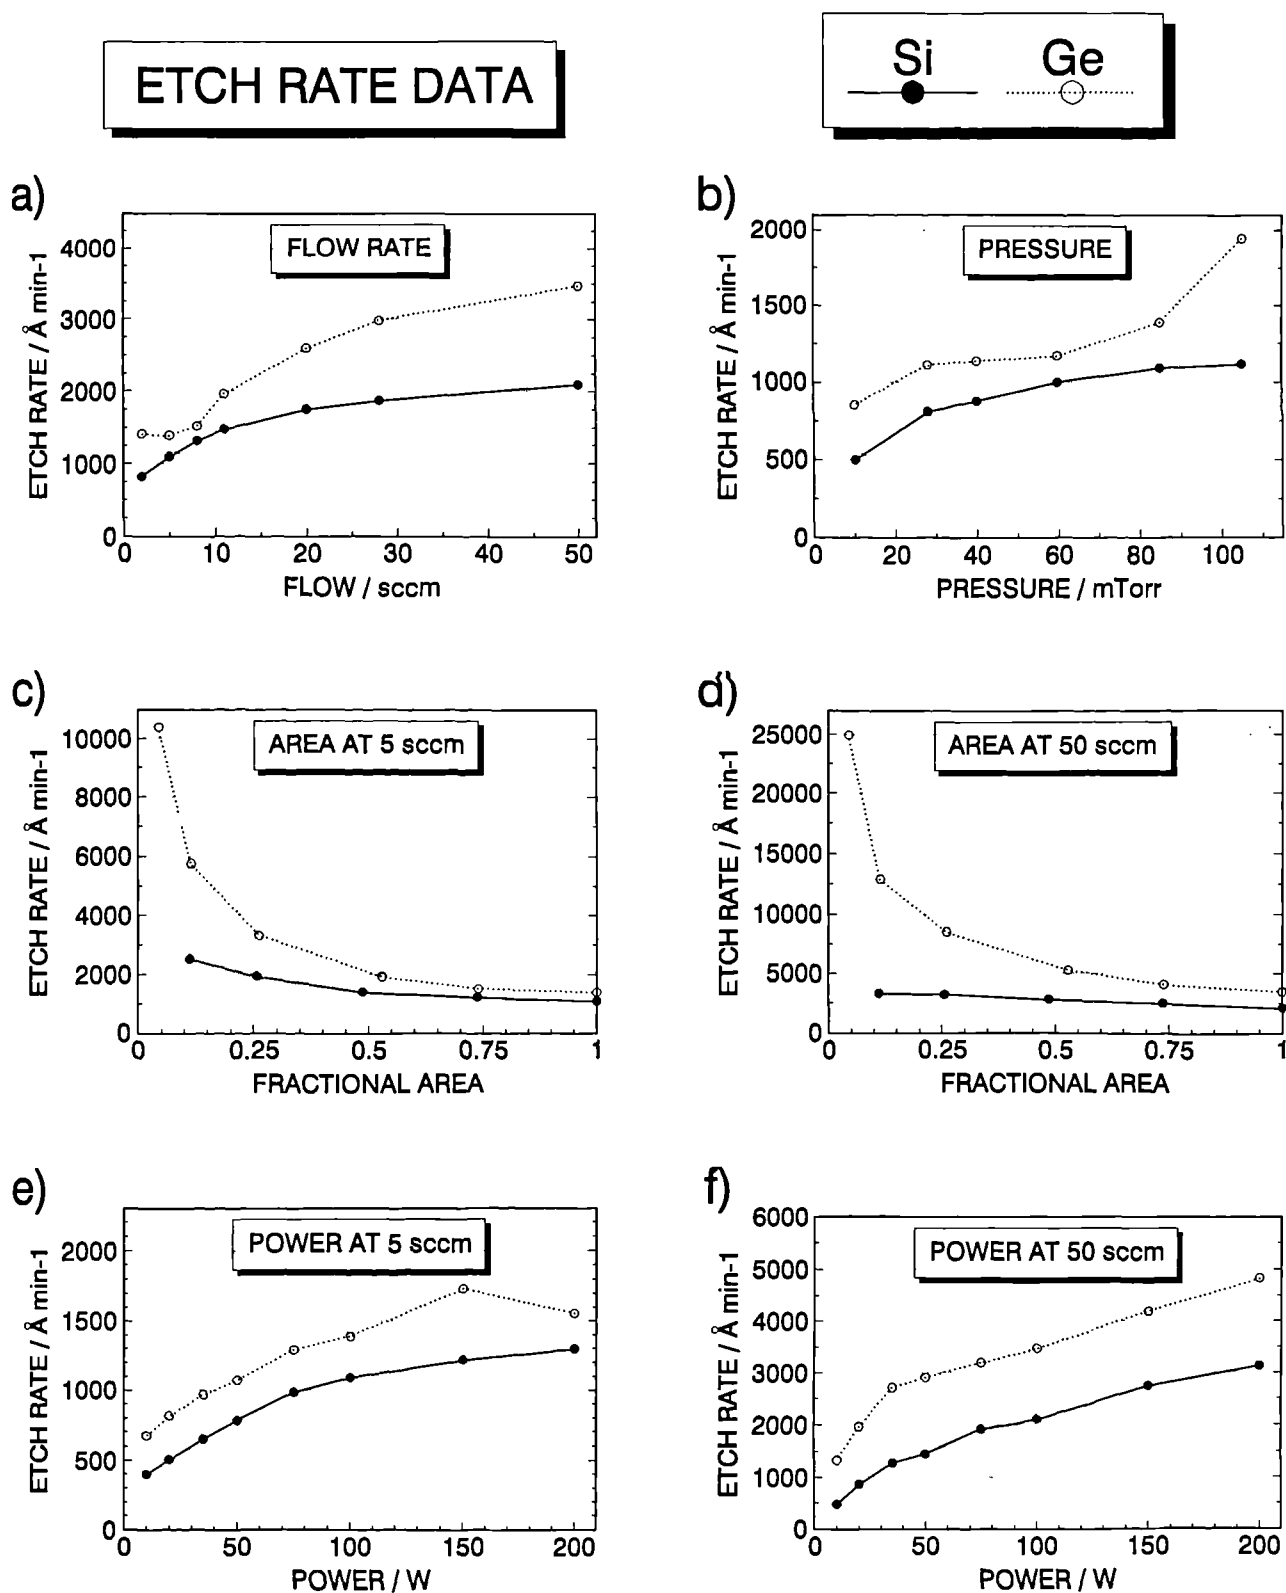 ETCH RATE DATA
Si Ge
a)
FLOW RATE
4000
3000
2000
1000
0
ETCH RATE / Å min-1
0 10 20 30 40 50
FLOW / sccm
b)
PRESSURE
2000
1500
1000
500
0
ETCH RATE / Å min-1
0 20 40 60 80 100
PRESSURE / mTorr
c)
AREA AT 5 sccm
10000
8000
6000
4000
2000
0
ETCH RATE / Å min-1
0 0.25 0.5 0.75 1
FRACTIONAL AREA
d)
AREA AT 50 sccm
25000
20000
15000
10000
5000
0
ETCH RATE / Å min-1
0 0.25 0.5 0.75 1
FRACTIONAL AREA
e)
POWER AT 5 sccm
2000
1500
1000
500
0
ETCH RATE / Å min-1
0 50 100 150 200
POWER / W
f)
POWER AT 50 sccm
6000
5000
4000
3000
2000
1000
0
ETCH RATE / Å min-1
0 50 100 150 200
POWER / W